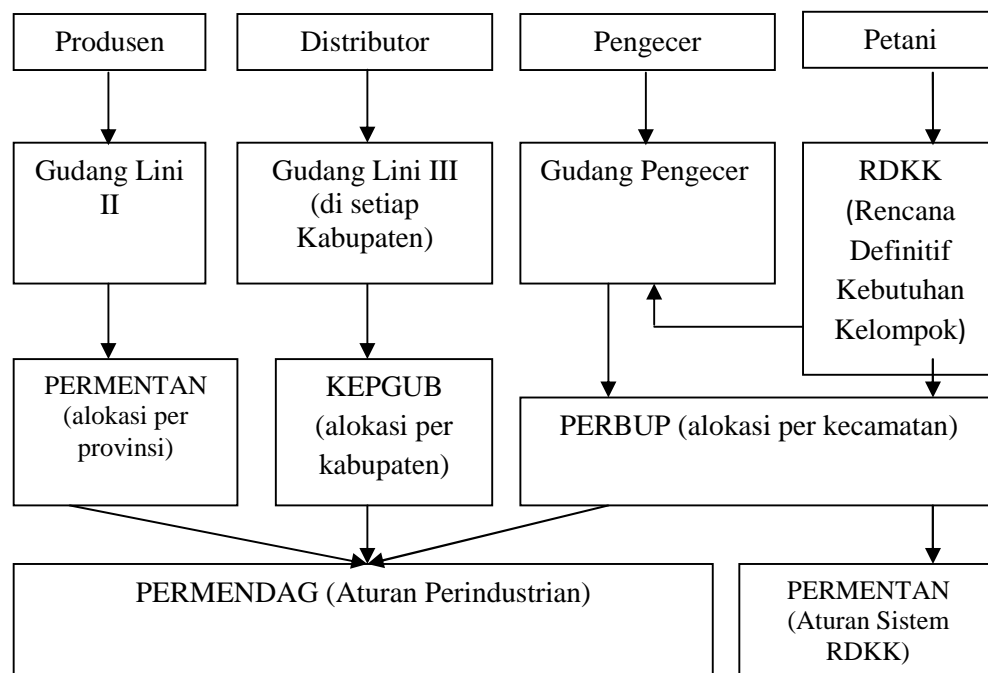 Produsen
Distributor
Pengecer
Petani
Gudang Lini
II
Gudang Lini III
(di setiap
Kabupaten)
Gudang Pengecer
RDKK
(Rencana
Definitif
Kebutuhan
Kelompok)
PERMENTAN
(alokasi per
provinsi)
KEPGUB
(alokasi per
kabupaten)
PERBUP (alokasi per kecamatan)
PERMENDAG (Aturan Perindustrian)
PERMENTAN
(Aturan Sistem
RDKK)